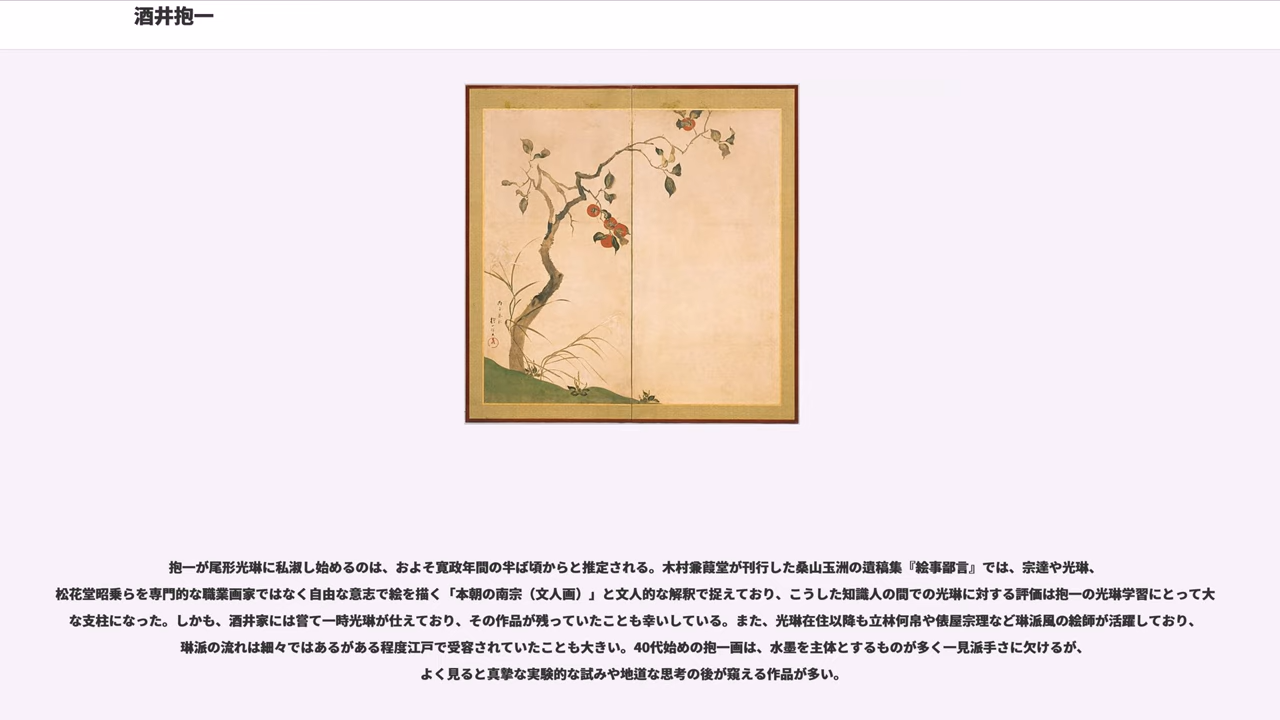 酒井抱一
抱一が尾形光琳に私淑し始めるのは、およそ寛政年間の半ば頃からと推定される。木村兼葭堂が刊行した桑山玉洲の遺稿集『絵事鄙言』では、宗達や光琳、
松花堂昭乗らを専門的な職業画家ではなく自由な意志で絵を描く「本朝の南宗（文人画）」と文人的な解釈で捉えており、こうした知識人の間での光琳に対する評価は抱一の光琳学習にとって大
な支柱になった。しかも、酒井家には嘗て一時光琳が仕えており、その作品が残っていたことも幸いしている。また、光琳在住以降も立林何帛や俵屋宗理など琳派風の絵師が活躍しており、
琳派の流れは細々ではあるがある程度江戸で受容されていたことも大きい。40代始めの抱一画は、水墨を主体とするものが多く一見派手さに欠けるが、
よく見ると真摯な実験的な試みや地道な思考の後が窺える作品が多い。